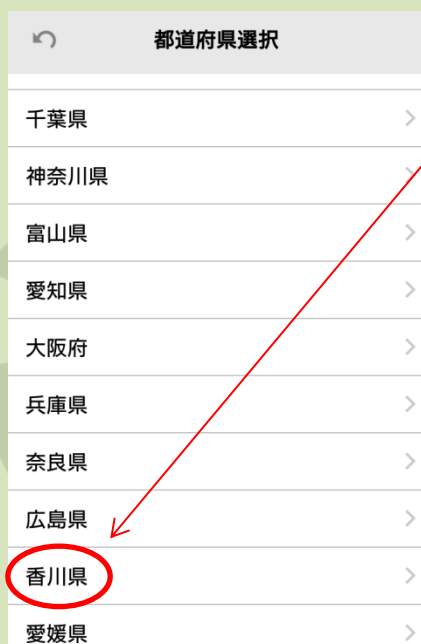 都道府県選択
千葉県
神奈川県
富山県
愛知県
大阪府
兵庫県
奈良県
広島県
香川県
愛媛県